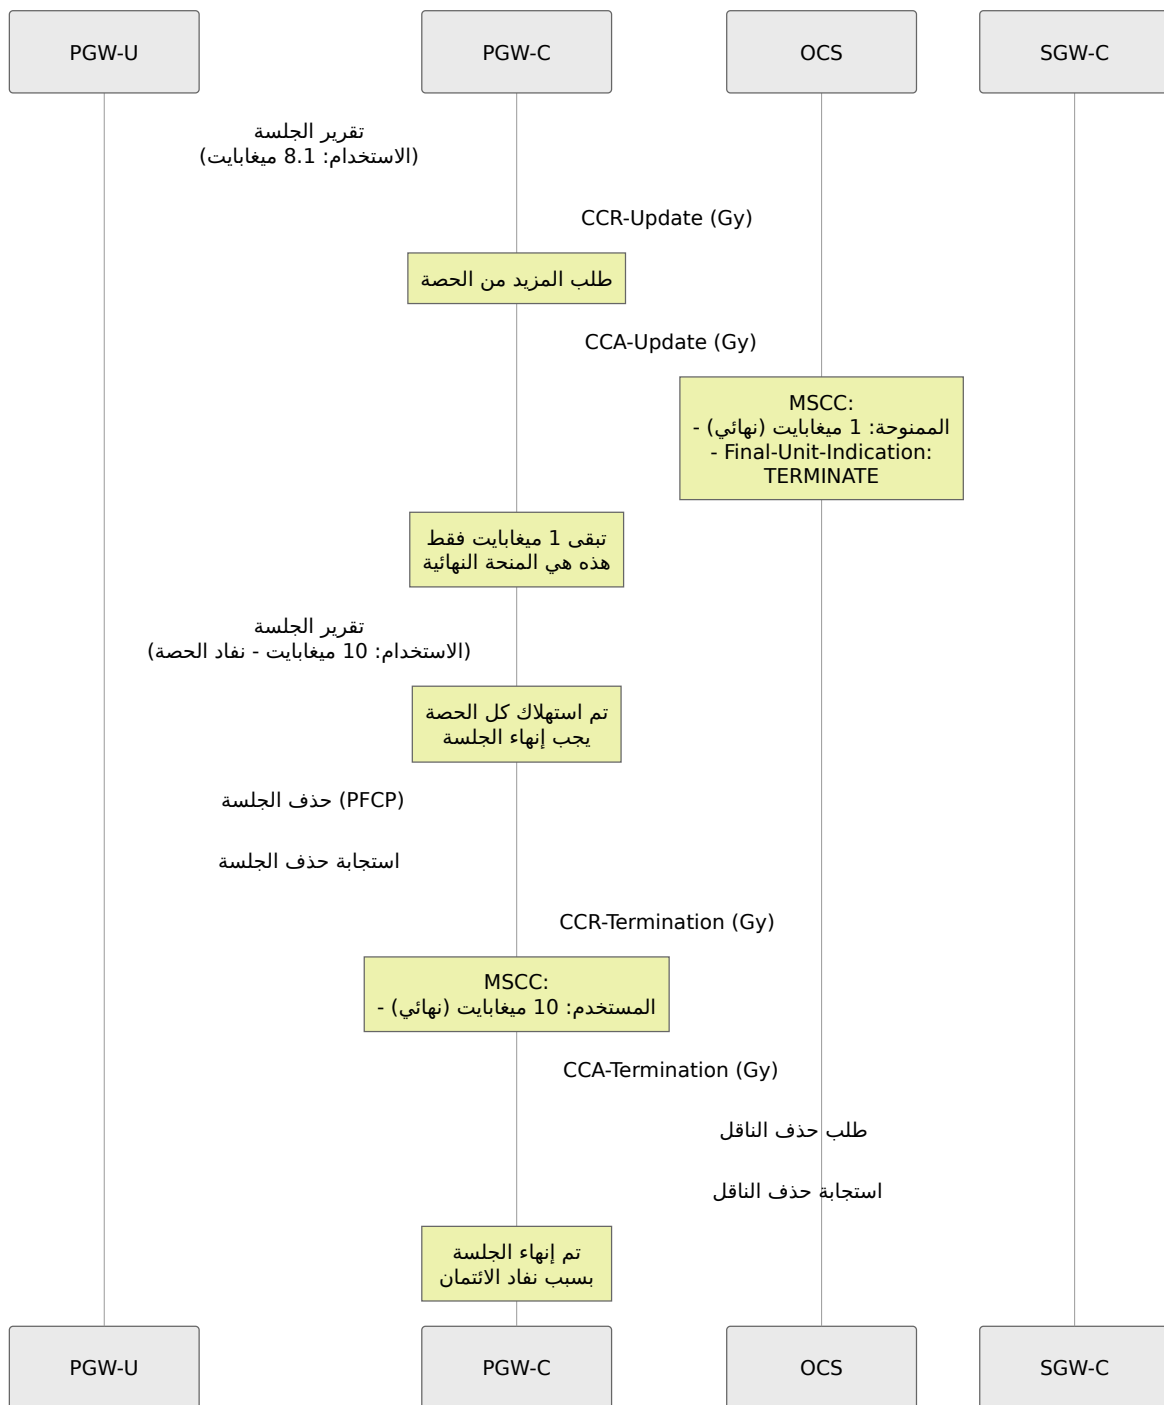 PGW-U
PGW-C
OCS
SGW-C
تقرير الجلسة
(الاستخدام: 8.1 ميغابايت)
CCR-Update (Gy)
طلب المزيد من الحصة
CCA-Update (Gy)
MSCC:
- الممنوحة: 1 ميغابايت (نهائي)
- Final-Unit-Indication:
TERMINATE
تبقى 1 ميغابايت فقط
هذه هي المنحة النهائية
تقرير الجلسة
(الاستخدام: 10 ميغابايت - نفاد الحصة)
تم استهلاك كل الحصة
يجب إنهاء الجلسة
حذف الجلسة (PFCP)
استجابة حذف الجلسة
CCR-Termination (Gy)
MSCC:
- المستخدم: 10 ميغابايت (نهائي)
CCA-Termination (Gy)
طلب حذف الناقل
استجابة حذف الناقل
تم إنهاء الجلسة
بسبب نفاد الائتمان
PGW-U
PGW-C
OCS
SGW-C